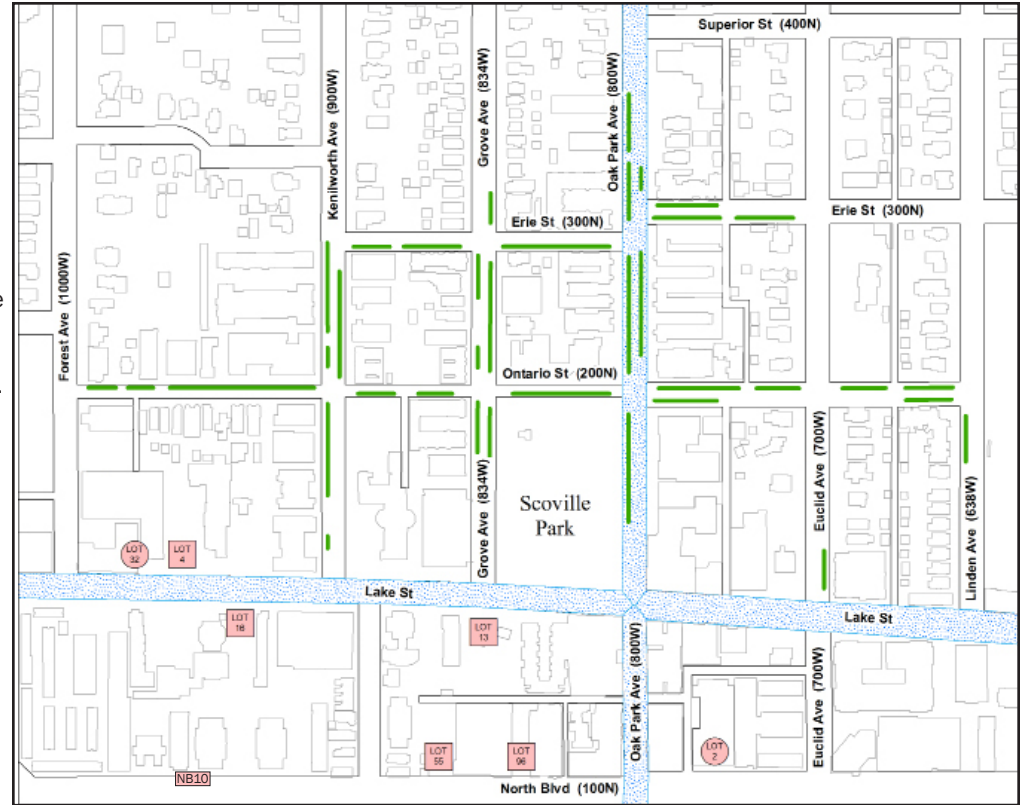 Superior St (400N)
Kenilworth Ave (900W)
Grove Ave (834W)
Oak Park Ave (800W)
Erie St (300N)
Erie St (300N)
Forest Ave (1000W)
Ontario St (200N)
Euclid Ave (700W)
Grove Ave (834W)
Scoville
Park
Linden Ave (638W)
LOT
32
LOT
4
Lake St
Lake St
LOT
16
LOT
13
Oak Park Ave (800W)
Euclid Ave (700W)
LOT
55
LOT
96
LOT
2
NB10
North Blvd (100N)